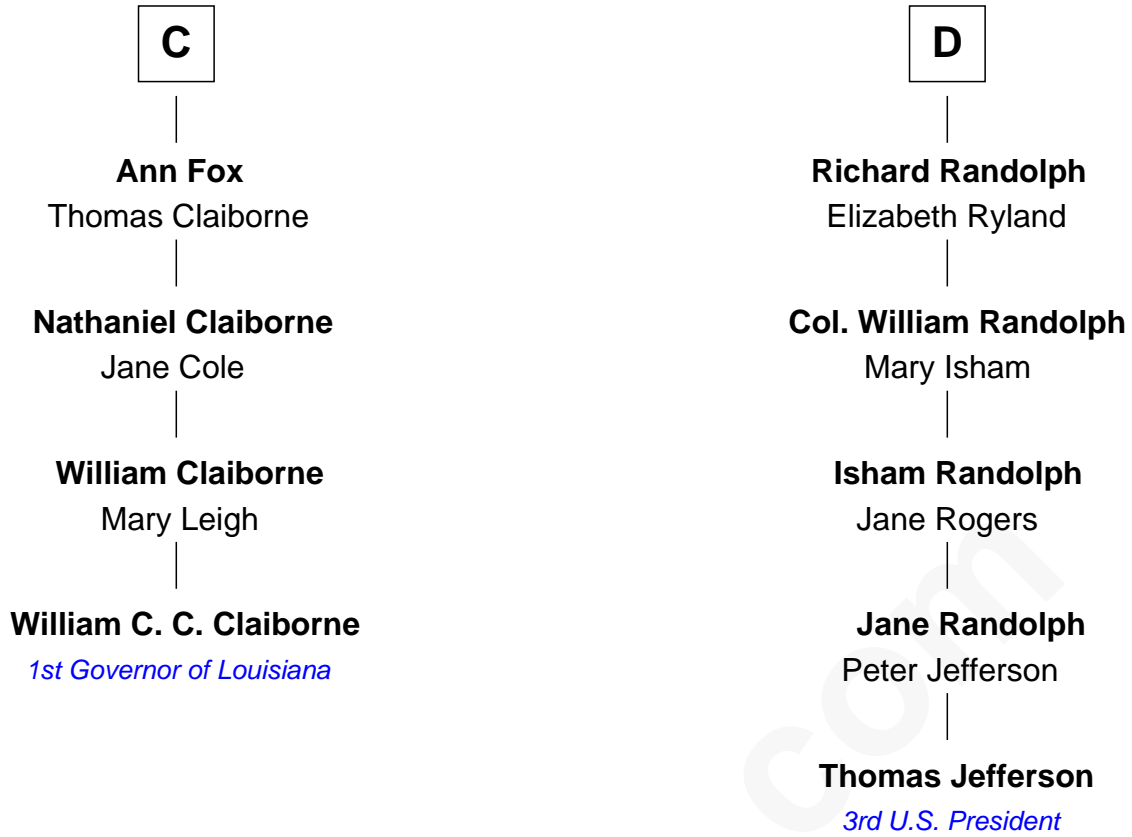 C
Ann Fox
Thomas Claiborne
Nathaniel Claiborne
Jane Cole
William Claiborne
Mary Leigh
William C. C. Claiborne
1st Governor of Louisiana
D
Richard Randolph
Elizabeth Ryland
Col. William Randolph
Mary Isham
Isham Randolph
Jane Rogers
Jane Randolph
Peter Jefferson
Thomas Jefferson
3rd U.S. President
com